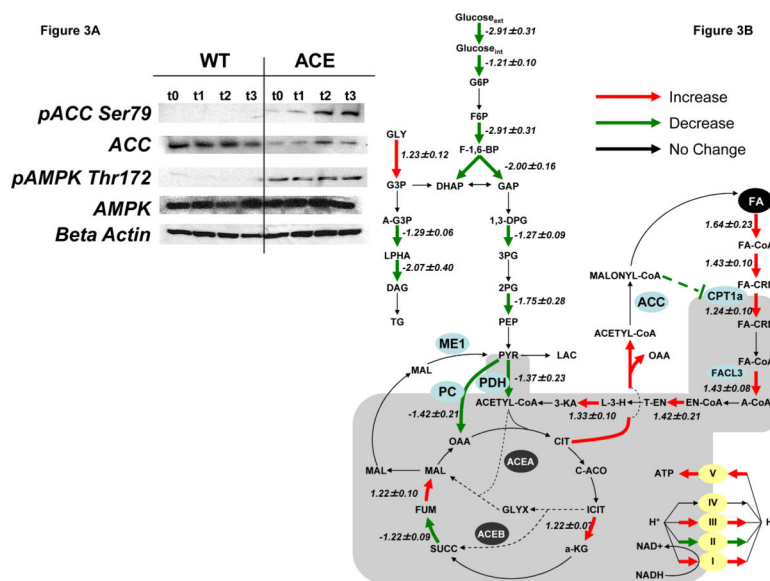 Figure 3A
Figure 3B
WT
ACE
t0 t1 t2 t3 t0 t1 t2 t3
pACC Ser79
ACC
pAMPK Thr172
AMPK
Beta Actin
Increase
Decrease
No Change
Glucose_ext
-2.91±0.31
Glucose_int
-1.21±0.10
G6P
F6P
-2.91±0.31
F-1,6-BP
-2.00±0.16
GLY
1.23±0.12
G3P
DHAP
GAP
A-G3P
-1.29±0.06
LPHA
-2.07±0.40
DAG
TG
1,3-DPG
-1.27±0.09
3PG
2PG
-1.75±0.28
PEP
PYR
LAC
ME1
MAL
PC
PDH
-1.37±0.23
-1.42±0.21
FA
1.64±0.23
FA-CoA
1.43±0.10
MALONYL-CoA
CPT1a
1.24±0.10
ACC
ACETYL-CoA
OAA
FA-CoA
FACL3
1.43±0.08
ACETYL-CoA
3-KA
L-3-H
T-EN
EN-CoA
A-CoA
1.33±0.10
1.42±0.21
OAA
CIT
ACEA
C-ACO
MAL
MAL
1.22±0.10
GLYX
ICIT
FUM
ACEB
1.22±0.07
-1.22±0.09
SUCC
a-KG
ATP
V
IV
III
II
I
H⁺
NAD+
NADH